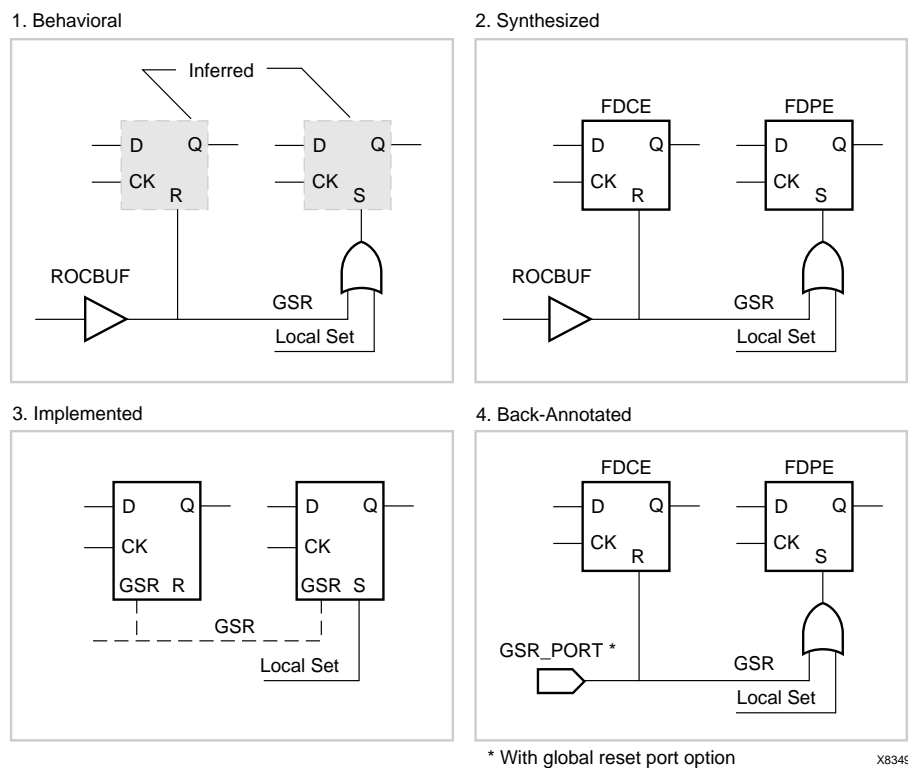 1. Behavioral
Inferred
D Q
CK
R
D Q
CK
S
ROCBUF
GSR
Local Set
2. Synthesized
FDCE
FDPE
D Q
CK
R
D Q
CK
S
ROCBUF
GSR
Local Set
3. Implemented
D Q
CK
GSR R
D Q
CK
GSR S
GSR
Local Set
4. Back-Annotated
FDCE
FDPE
D Q
CK
R
D Q
CK
S
GSR_PORT *
GSR
Local Set
* With global reset port option
X8349